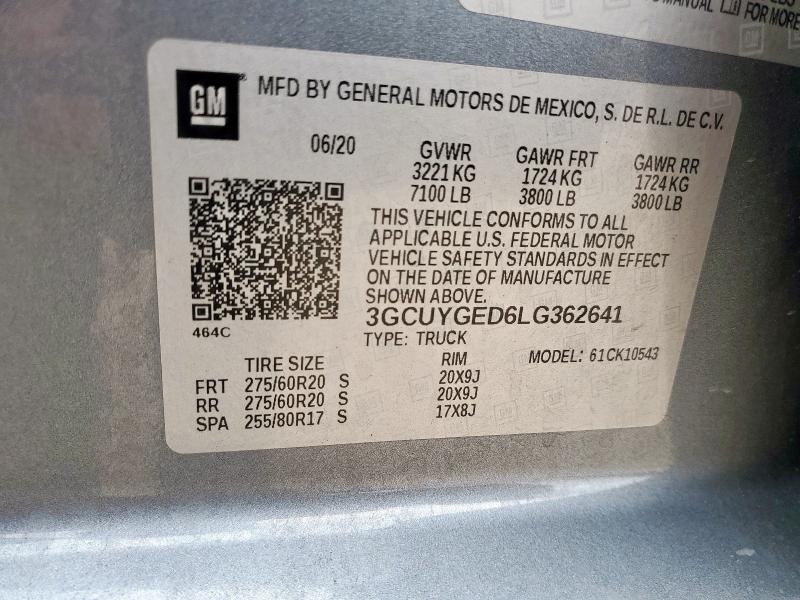 MANUAL FOR MORE
GM
MFD BY GENERAL MOTORS DE MEXICO, S. DE R.L. DE C.V.
06/20
GVWR GAWR FRT GAWR RR
3221 KG 1724 KG 1724 KG
7100 LB 3800 LB 3800 LB
THIS VEHICLE CONFORMS TO ALL
APPLICABLE U.S. FEDERAL MOTOR
VEHICLE SAFETY STANDARDS IN EFFECT
ON THE DATE OF MANUFACTURE
SHOWN ABOVE.
3GCUYGED6LG362641
464C
TYPE: TRUCK
MODEL: 61CK10543
TIRE SIZE RIM
FRT 275/60R20 S 20X9J
RR 275/60R20 S 20X9J
SPA 255/80R17 S 17X8J